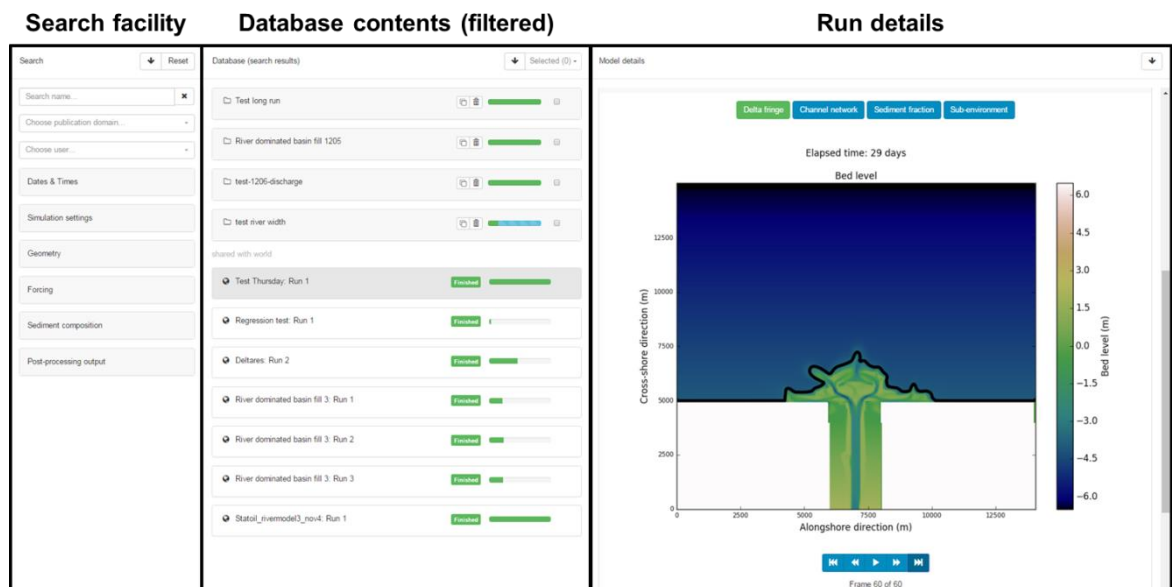 Search facility
Database contents (filtered)
Run details
Search
Reset
Search name...
Choose publication domain...
Choose user...
Dates & Times
Simulation settings
Geometry
Forcing
Sediment composition
Post-processing output
Database (search results)
Selected (0)
Test long run
River dominated basin fill 1205
test-1206-discharge
test river width
shared with world
Test Thursday: Run 1
Finished
Regression test: Run 1
Finished
Deltares: Run 2
Finished
River dominated basin fill 3: Run 1
Finished
River dominated basin fill 3: Run 2
Finished
River dominated basin fill 3: Run 3
Finished
Statoil_rivermodel3_nov4: Run 1
Finished
Model details
Delta fringe
Channel network
Sediment fraction
Sub-environment
Elapsed time: 29 days
Bed level
12500
10000
7500
5000
2500
0
Cross-shore direction (m)
0
2500
5000
7500
10000
12500
Alongshore direction (m)
6.0
4.5
3.0
1.5
0.0
−1.5
−3.0
−4.5
−6.0
Bed level (m)
Frame 60 of 60